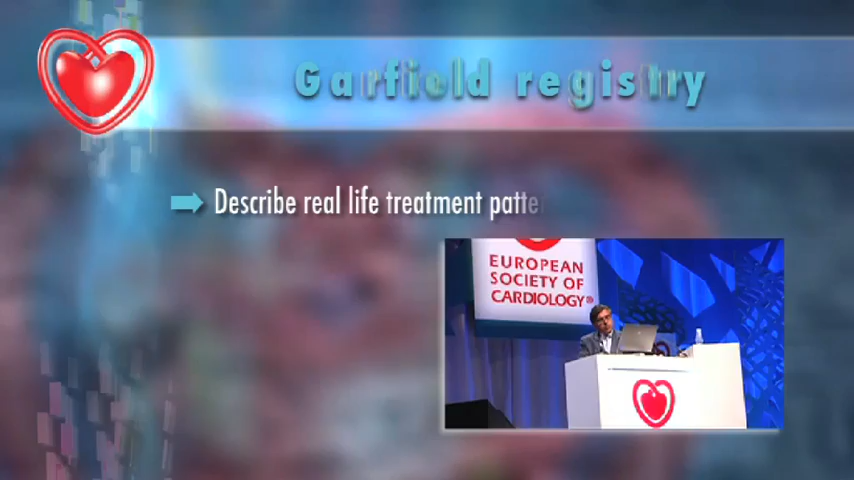 Garfield registry
Describe real life treatment patte
EUROPEAN
SOCIETY OF
CARDIOLOGY®